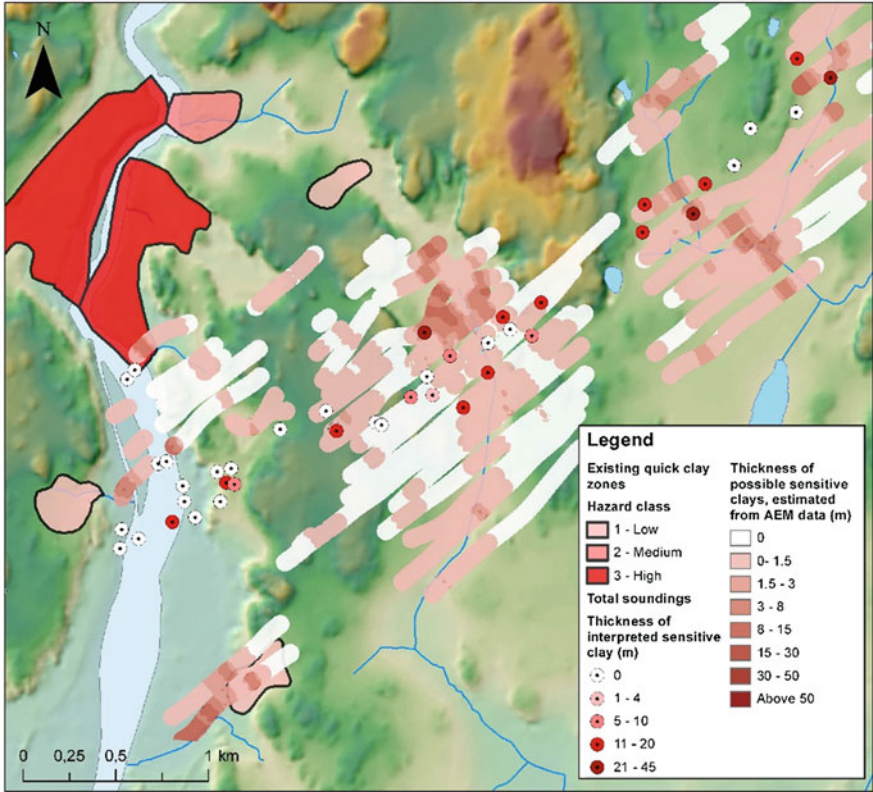 N
Legend
Existing quick clay
zones
Hazard class
1 - Low
2 - Medium
3 - High
Total soundings
Thickness of
interpreted sensitive
clay (m)
0
1 - 4
5 - 10
11 - 20
21 - 45
Thickness of
possible sensitive
clays, estimated
from AEM data (m)
0
0- 1.5
1.5 - 3
3 - 8
8 - 15
15 - 30
30 - 50
Above 50
0 0,25 0,5 1 km